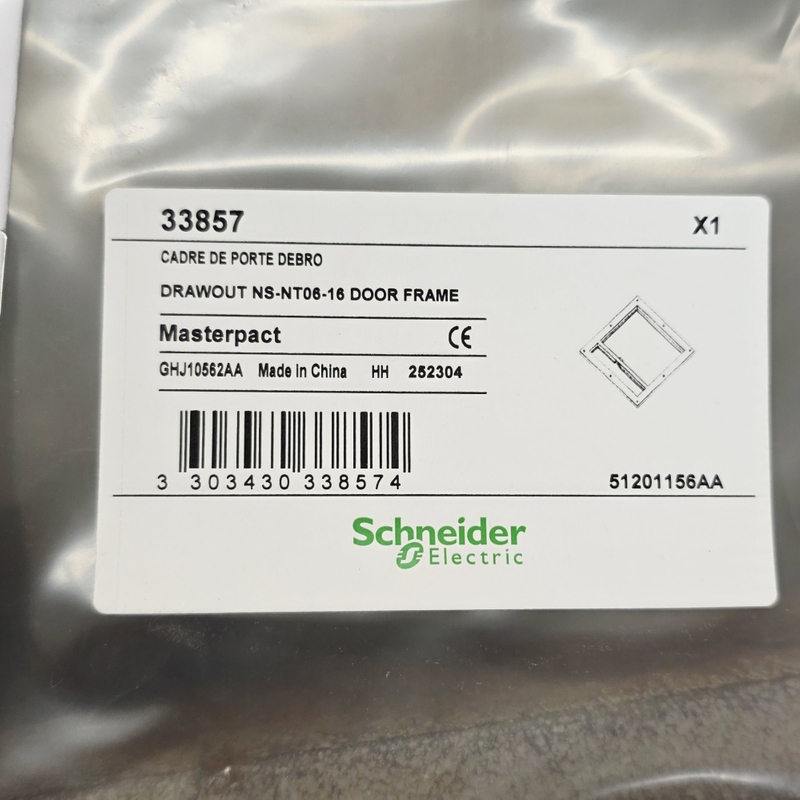 33857 X1
CADRE DE PORTE DEBRO
DRAWOUT NS-NT06-16 DOOR FRAME
Masterpact CE
GHJ10562AA Made In China HH 252304
3 303430 338574
51201156AA
Schneider
Electric